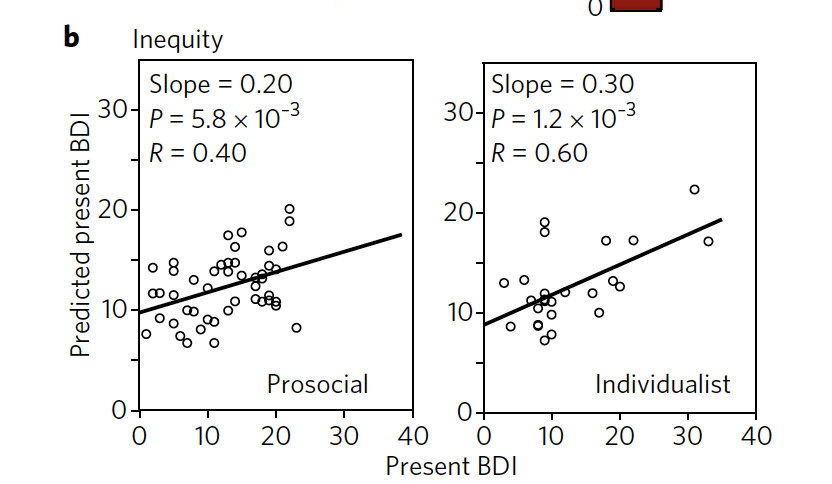 0
b
Inequity
Predicted present BDI
30
20
10
0
Slope = 0.20
P = 5.8 × 10⁻³
R = 0.40
Prosocial
0 10 20 30 40
30
20
10
0
Slope = 0.30
P = 1.2 × 10⁻³
R = 0.60
Individualist
0 10 20 30 40
Present BDI